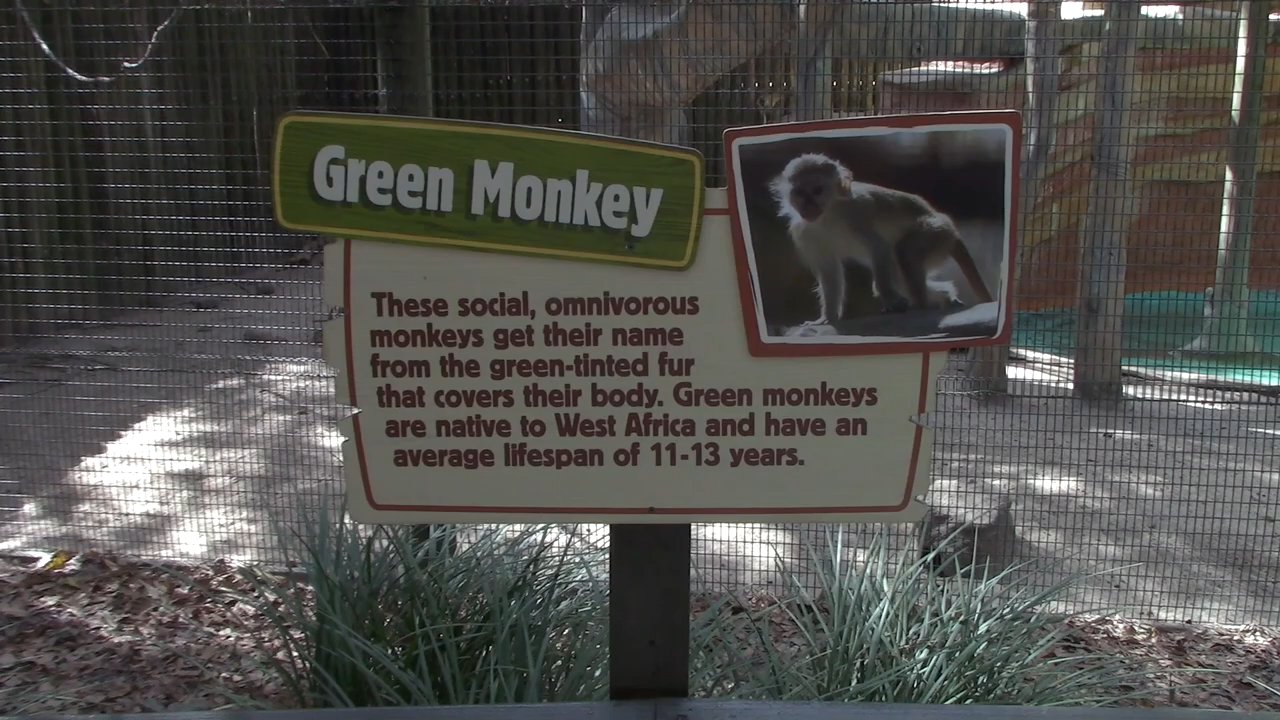 Green Monkey
These social, omnivorous
monkeys get their name
from the green-tinted fur
that covers their body. Green monkeys
are native to West Africa and have an
average lifespan of 11-13 years.